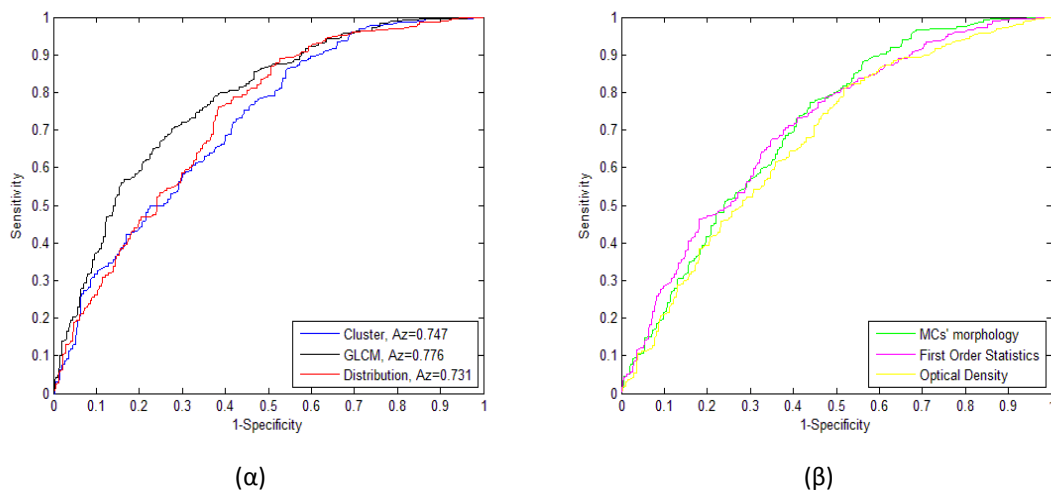 1
0.9
0.8
0.7
0.6
0.5
0.4
0.3
0.2
0.1
0
Sensitivity
Cluster, Az=0.747
GLCM, Az=0.776
Distribution, Az=0.731
0 0.1 0.2 0.3 0.4 0.5 0.6 0.7 0.8 0.9 1
1-Specificity
(α)
1
0.9
0.8
0.7
0.6
0.5
0.4
0.3
0.2
0.1
0
Sensitivity
MCs' morphology
First Order Statistics
Optical Density
0 0.1 0.2 0.3 0.4 0.5 0.6 0.7 0.8 0.9 1
1-Specificity
(β)